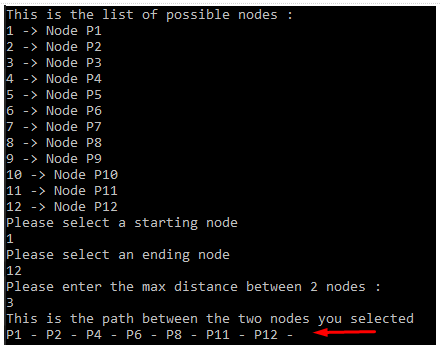 This is the list of possible nodes :
1 -> Node P1
2 -> Node P2
3 -> Node P3
4 -> Node P4
5 -> Node P5
6 -> Node P6
7 -> Node P7
8 -> Node P8
9 -> Node P9
10 -> Node P10
11 -> Node P11
12 -> Node P12
Please select a starting node
1
Please select an ending node
12
Please enter the max distance between 2 nodes :
3
This is the path between the two nodes you selected
P1 - P2 - P4 - P6 - P8 - P11 - P12 -